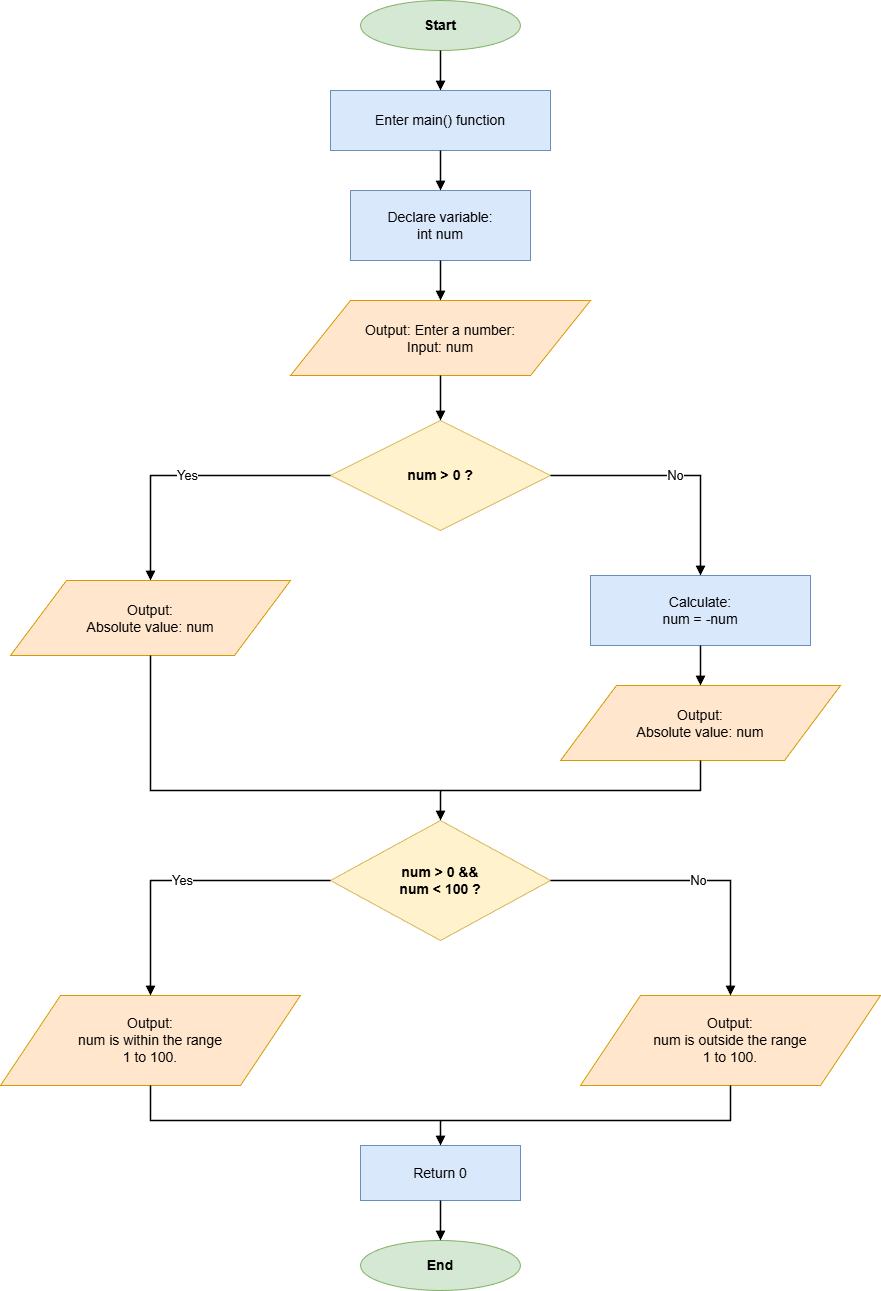 Start
Enter main() function
Declare variable:
int num
Output: Enter a number:
Input: num
num > 0 ?
Yes
No
Output:
Absolute value: num
Calculate:
num = -num
Output:
Absolute value: num
num > 0 &&
num < 100 ?
Yes
No
Output:
num is within the range
1 to 100.
Output:
num is outside the range
1 to 100.
Return 0
End